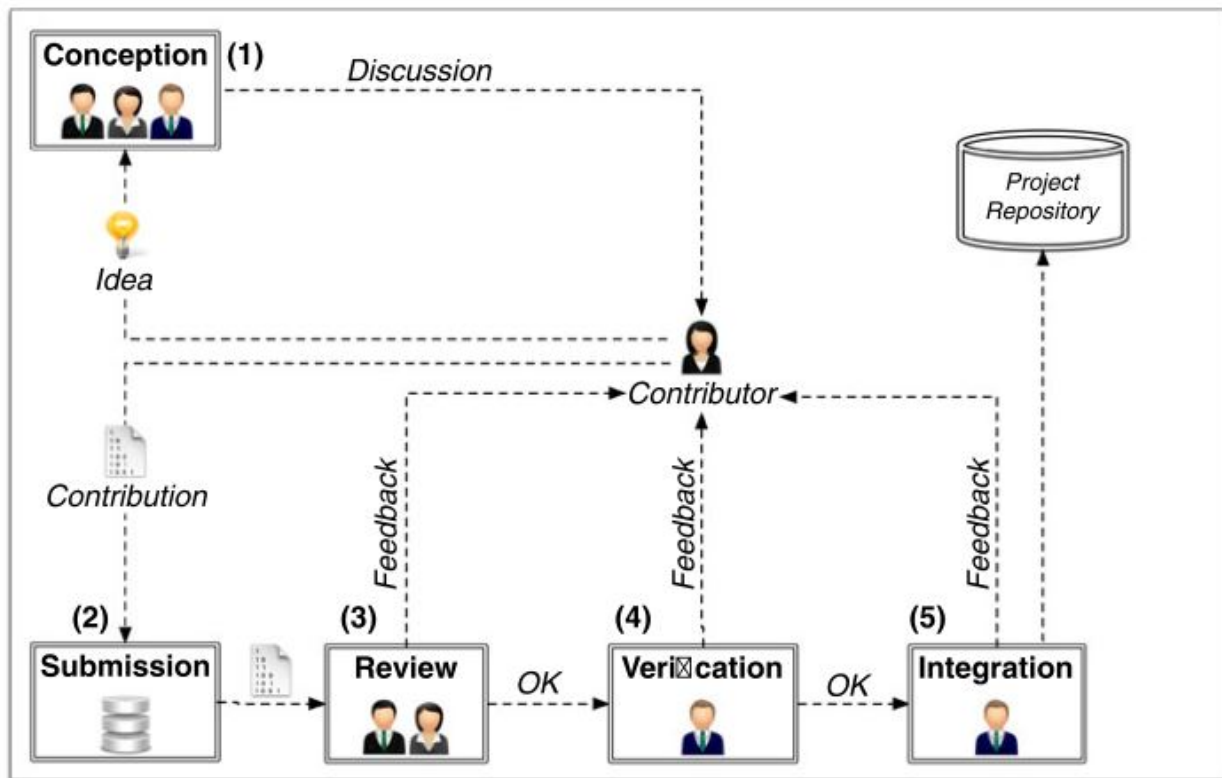 Conception (1)
Discussion
Project
Repository
Idea
Contributor
Contribution
Feedback
Feedback
Feedback
(2)
(3)
(4)
(5)
Submission
Review
OK
Veri☒cation
OK
Integration